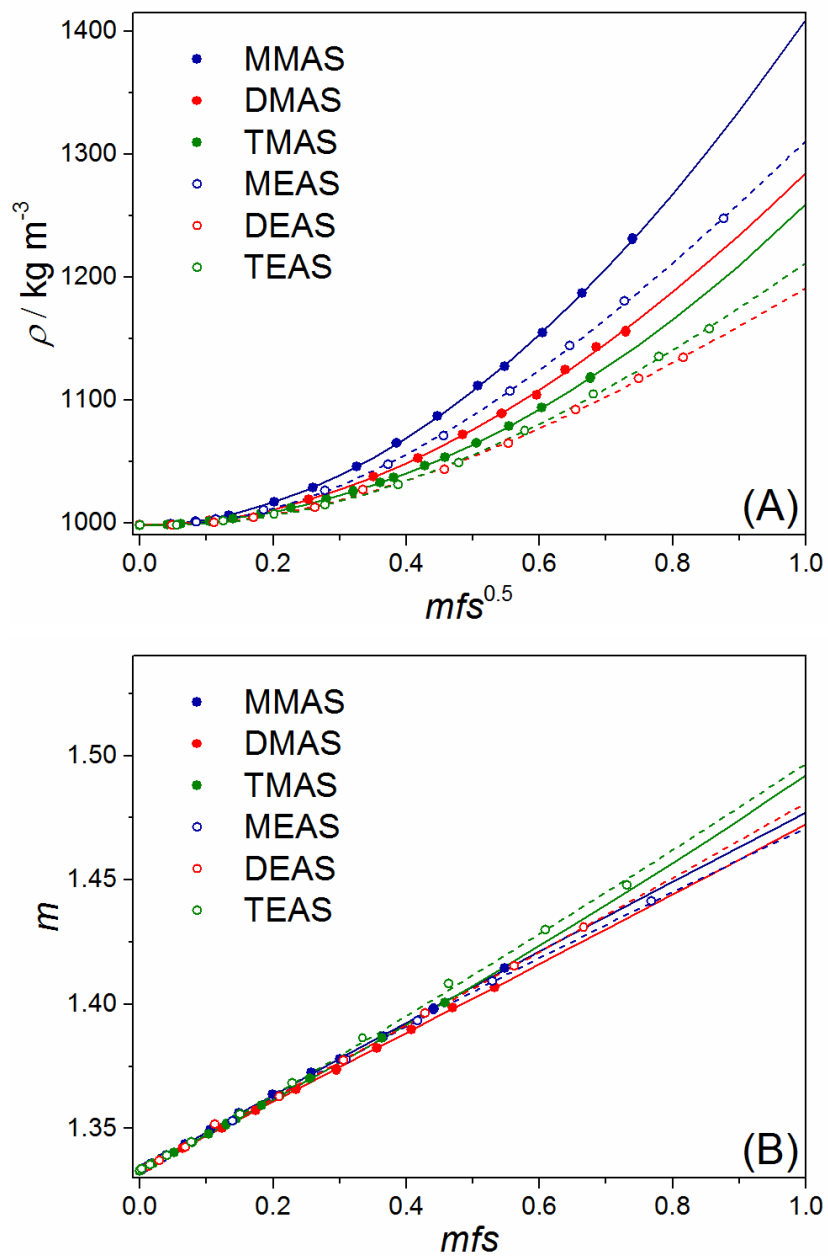 1400
1300
1200
1100
1000
ρ / kg m⁻³
MMAS
DMAS
TMAS
MEAS
DEAS
TEAS
(A)
0.0 0.2 0.4 0.6 0.8 1.0
mfs⁰·⁵
1.50
1.45
1.40
1.35
m
MMAS
DMAS
TMAS
MEAS
DEAS
TEAS
(B)
0.0 0.2 0.4 0.6 0.8 1.0
mfs